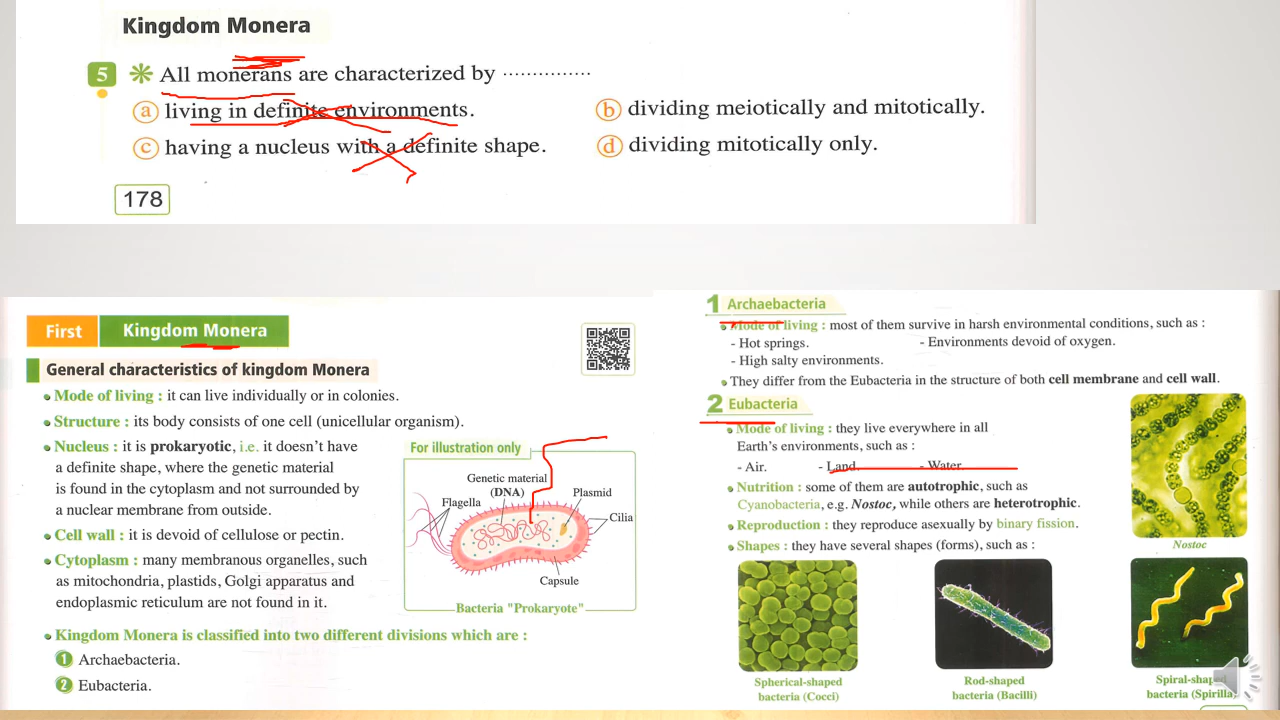 Kingdom Monera
5 All monerans are characterized by ...............
a living in definite environments.
b dividing meiotically and mitotically.
c having a nucleus with a definite shape.
d dividing mitotically only.
178
First Kingdom Monera
General characteristics of kingdom Monera
• Mode of living : it can live individually or in colonies.
• Structure : its body consists of one cell (unicellular organism).
• Nucleus : it is prokaryotic, i.e. it doesn't have
a definite shape, where the genetic material
is found in the cytoplasm and not surrounded by
a nuclear membrane from outside.
• Cell wall : it is devoid of cellulose or pectin.
• Cytoplasm : many membranous organelles, such
as mitochondria, plastids, Golgi apparatus and
endoplasmic reticulum are not found in it.
For illustration only
Genetic material
(DNA)
Plasmid
Flagella
Cilia
Capsule
Bacteria "Prokaryote"
• Kingdom Monera is classified into two different divisions which are :
1 Archaebacteria.
2 Eubacteria.
1 Archaebacteria
• Mode of living : most of them survive in harsh environmental conditions, such as :
- Hot springs.
- Environments devoid of oxygen.
- High salty environments.
• They differ from the Eubacteria in the structure of both cell membrane and cell wall.
2 Eubacteria
• Mode of living : they live everywhere in all
Earth's environments, such as :
- Air. - Land. - Water.
• Nutrition : some of them are autotrophic, such as
Cyanobacteria, e.g. Nostoc, while others are heterotrophic.
• Reproduction : they reproduce asexually by binary fission.
• Shapes : they have several shapes (forms), such as :
Nostoc
Spherical-shaped
bacteria (Cocci)
Rod-shaped
bacteria (Bacilli)
Spiral-shaped
bacteria (Spirilla)